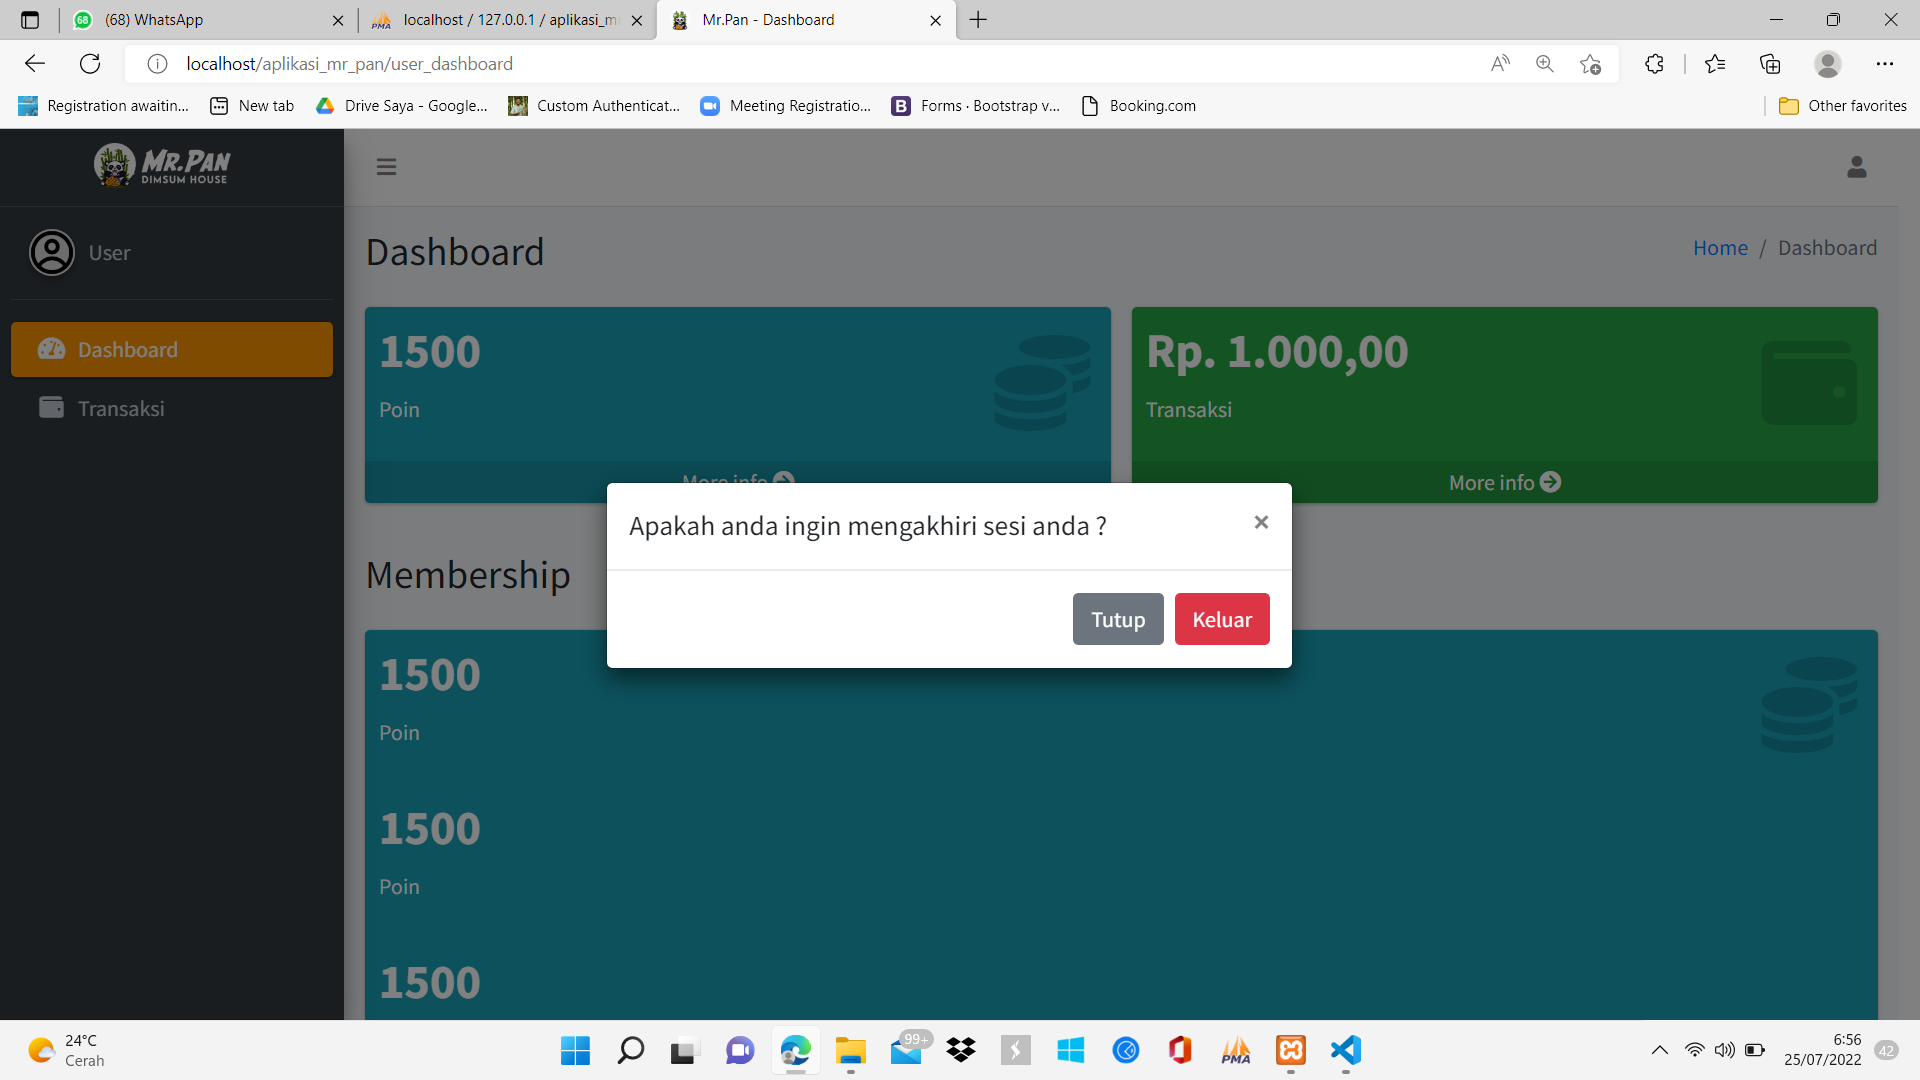 68
(68) WhatsApp
PMA
localhost / 127.0.0.1 / aplikasi_m
Mr.Pan - Dashboard
localhost/aplikasi_mr_pan/user_dashboard
Registration awaitin...
New tab
Drive Saya - Google...
Custom Authenticat...
Meeting Registratio...
B
Forms · Bootstrap v...
Booking.com
Other favorites
MR.PAN
DIMSUM HOUSE
User
Dashboard
Home / Dashboard
Dashboard
Transaksi
1500
Poin
More info
Rp. 1.000,00
Transaksi
More info
Apakah anda ingin mengakhiri sesi anda ?
×
Tutup
Keluar
Membership
1500
Poin
1500
Poin
1500
24°C
Cerah
99+
PMA
6:56
25/07/2022
42